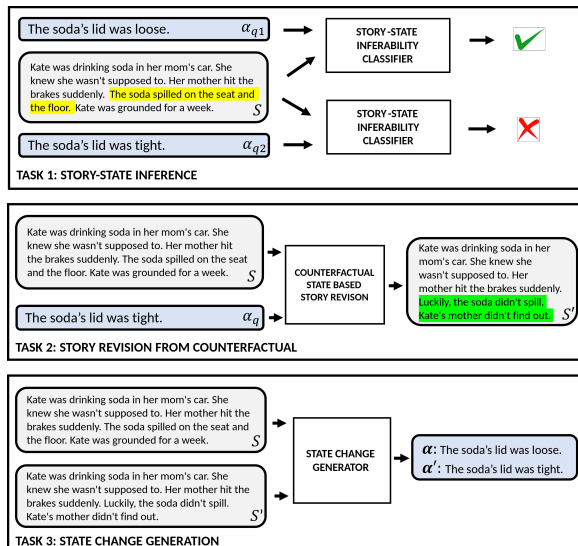 The soda's lid was loose. αq1
Kate was drinking soda in her mom's car. She
knew she wasn't supposed to. Her mother hit the
brakes suddenly. The soda spilled on the seat and
the floor. Kate was grounded for a week. S
The soda's lid was tight. αq2
STORY-STATE
INFERABILITY
CLASSIFIER
STORY-STATE
INFERABILITY
CLASSIFIER
TASK 1: STORY-STATE INFERENCE
Kate was drinking soda in her mom's car. She
knew she wasn't supposed to. Her mother hit
the brakes suddenly. The soda spilled on the seat
and the floor. Kate was grounded for a week. S
The soda's lid was tight. αq
COUNTERFACTUAL
STATE BASED
STORY REVISON
Kate was drinking soda in her
mom's car. She knew she
wasn't supposed to. Her
mother hit the brakes suddenly.
Luckily, the soda didn't spill.
Kate's mother didn't find out. S′
TASK 2: STORY REVISION FROM COUNTERFACTUAL
Kate was drinking soda in her mom's car. She
knew she wasn't supposed to. Her mother hit the
brakes suddenly. The soda spilled on the seat and
the floor. Kate was grounded for a week. S
Kate was drinking soda in her mom's car. She
knew she wasn't supposed to. Her mother hit the
brakes suddenly. Luckily, the soda didn't spill.
Kate's mother didn't find out. S'
STATE CHANGE
GENERATOR
α: The soda's lid was loose.
α′: The soda's lid was tight.
TASK 3: STATE CHANGE GENERATION